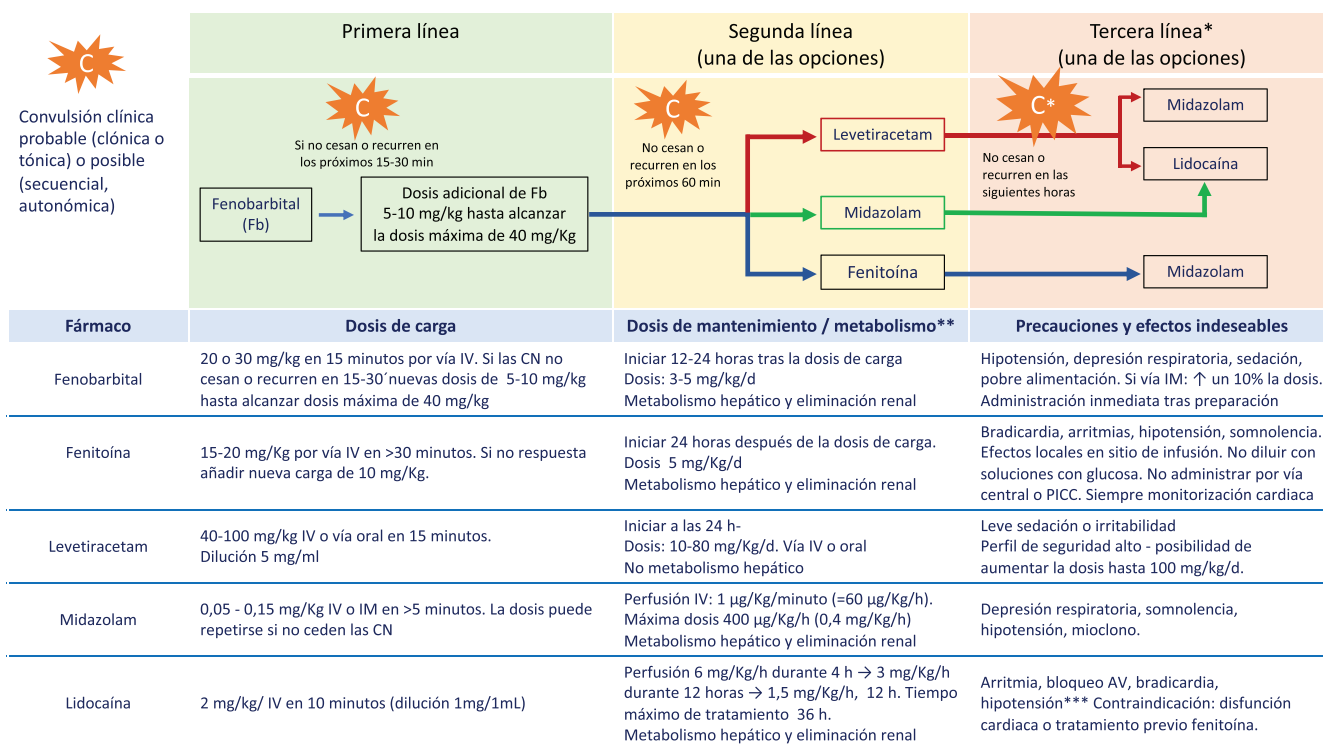 Primera línea
Segunda línea
(una de las opciones)
Tercera línea*
(una de las opciones)
C
Convulsión clínica
probable (clónica o
tónica) o posible
(secuencial,
autonómica)
C
Si no cesan o recurren en
los próximos 15-30 min
Fenobarbital
(Fb)
Dosis adicional de Fb
5-10 mg/kg hasta alcanzar
la dosis máxima de 40 mg/Kg
C
No cesan o
recurren en los
próximos 60 min
Levetiracetam
Midazolam
Fenitoína
C*
No cesan o
recurren en las
siguientes horas
Midazolam
Lidocaína
Midazolam
Fármaco
Dosis de carga
Dosis de mantenimiento / metabolismo**
Precauciones y efectos indeseables
Fenobarbital
20 o 30 mg/kg en 15 minutos por vía IV. Si las CN no
cesan o recurren en 15-30´nuevas dosis de 5-10 mg/kg
hasta alcanzar dosis máxima de 40 mg/kg
Iniciar 12-24 horas tras la dosis de carga
Dosis: 3-5 mg/kg/d
Metabolismo hepático y eliminación renal
Hipotensión, depresión respiratoria, sedación,
pobre alimentación. Si vía IM: ↑ un 10% la dosis.
Administración inmediata tras preparación
Fenitoína
15-20 mg/Kg por vía IV en >30 minutos. Si no respuesta
añadir nueva carga de 10 mg/Kg.
Iniciar 24 horas después de la dosis de carga.
Dosis 5 mg/Kg/d
Metabolismo hepático y eliminación renal
Bradicardia, arritmias, hipotensión, somnolencia.
Efectos locales en sitio de infusión. No diluir con
soluciones con glucosa. No administrar por vía
central o PICC. Siempre monitorización cardiaca
Levetiracetam
40-100 mg/kg IV o vía oral en 15 minutos.
Dilución 5 mg/ml
Iniciar a las 24 h-
Dosis: 10-80 mg/Kg/d. Vía IV o oral
No metabolismo hepático
Leve sedación o irritabilidad
Perfil de seguridad alto - posibilidad de
aumentar la dosis hasta 100 mg/kg/d.
Midazolam
0,05 - 0,15 mg/Kg IV o IM en >5 minutos. La dosis puede
repetirse si no ceden las CN
Perfusión IV: 1 µg/Kg/minuto (=60 µg/Kg/h).
Máxima dosis 400 µg/Kg/h (0,4 mg/Kg/h)
Metabolismo hepático y eliminación renal
Depresión respiratoria, somnolencia,
hipotensión, mioclono.
Lidocaína
2 mg/kg/ IV en 10 minutos (dilución 1mg/1mL)
Perfusión 6 mg/Kg/h durante 4 h → 3 mg/Kg/h
durante 12 horas → 1,5 mg/Kg/h, 12 h. Tiempo
máximo de tratamiento 36 h.
Metabolismo hepático y eliminación renal
Arritmia, bloqueo AV, bradicardia,
hipotensión*** Contraindicación: disfunción
cardiaca o tratamiento previo fenitoína.